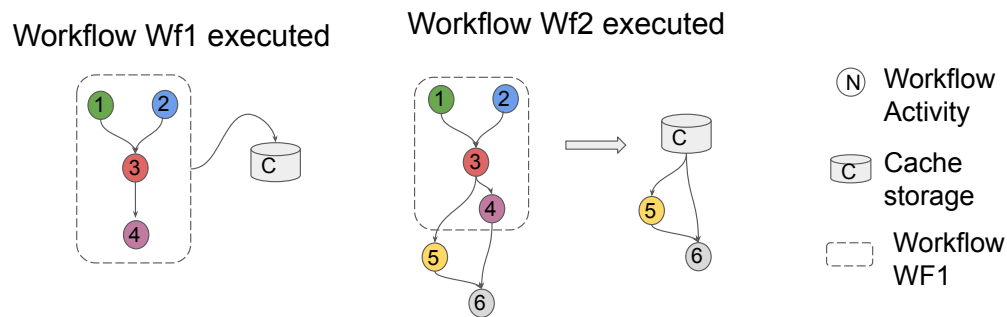 Workflow Wf1 executed
1
2
3
C
4
Workflow Wf2 executed
1
2
3
4
5
6
C
5
6
N Workflow
Activity
C Cache
storage
Workflow
WF1